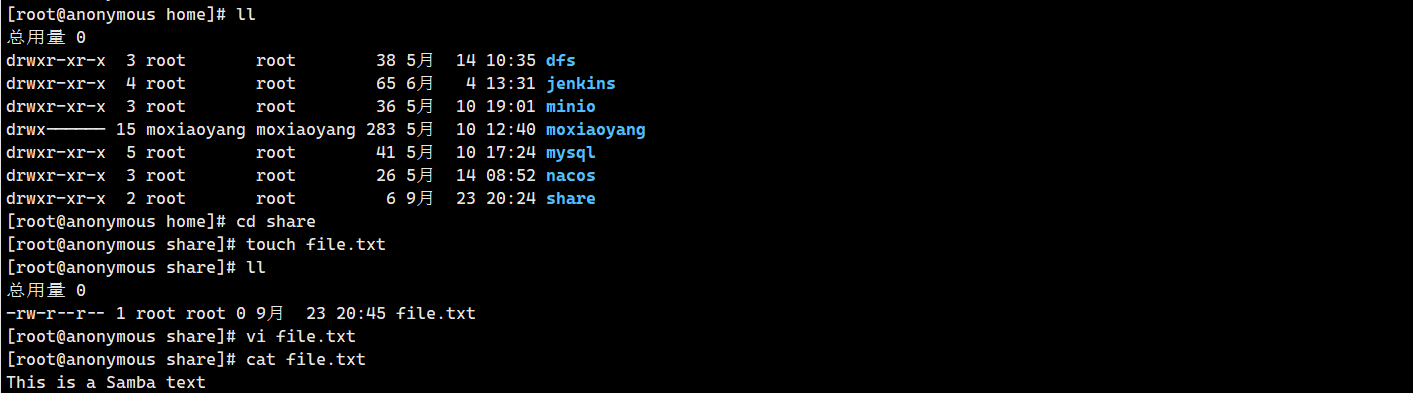 [root@anonymous home]# ll
总用量 0
drwxr-xr-x  3 root       root        38 5月  14 10:35 dfs
drwxr-xr-x  4 root       root        65 6月   4 13:31 jenkins
drwxr-xr-x  3 root       root        36 5月  10 19:01 minio
drwx------ 15 moxiaoyang moxiaoyang 283 5月  10 12:40 moxiaoyang
drwxr-xr-x  5 root       root        41 5月  10 17:24 mysql
drwxr-xr-x  3 root       root        26 5月  14 08:52 nacos
drwxr-xr-x  2 root       root         6 9月  23 20:24 share
[root@anonymous home]# cd share
[root@anonymous share]# touch file.txt
[root@anonymous share]# ll
总用量 0
-rw-r--r-- 1 root root 0 9月  23 20:45 file.txt
[root@anonymous share]# vi file.txt
[root@anonymous share]# cat file.txt
This is a Samba text